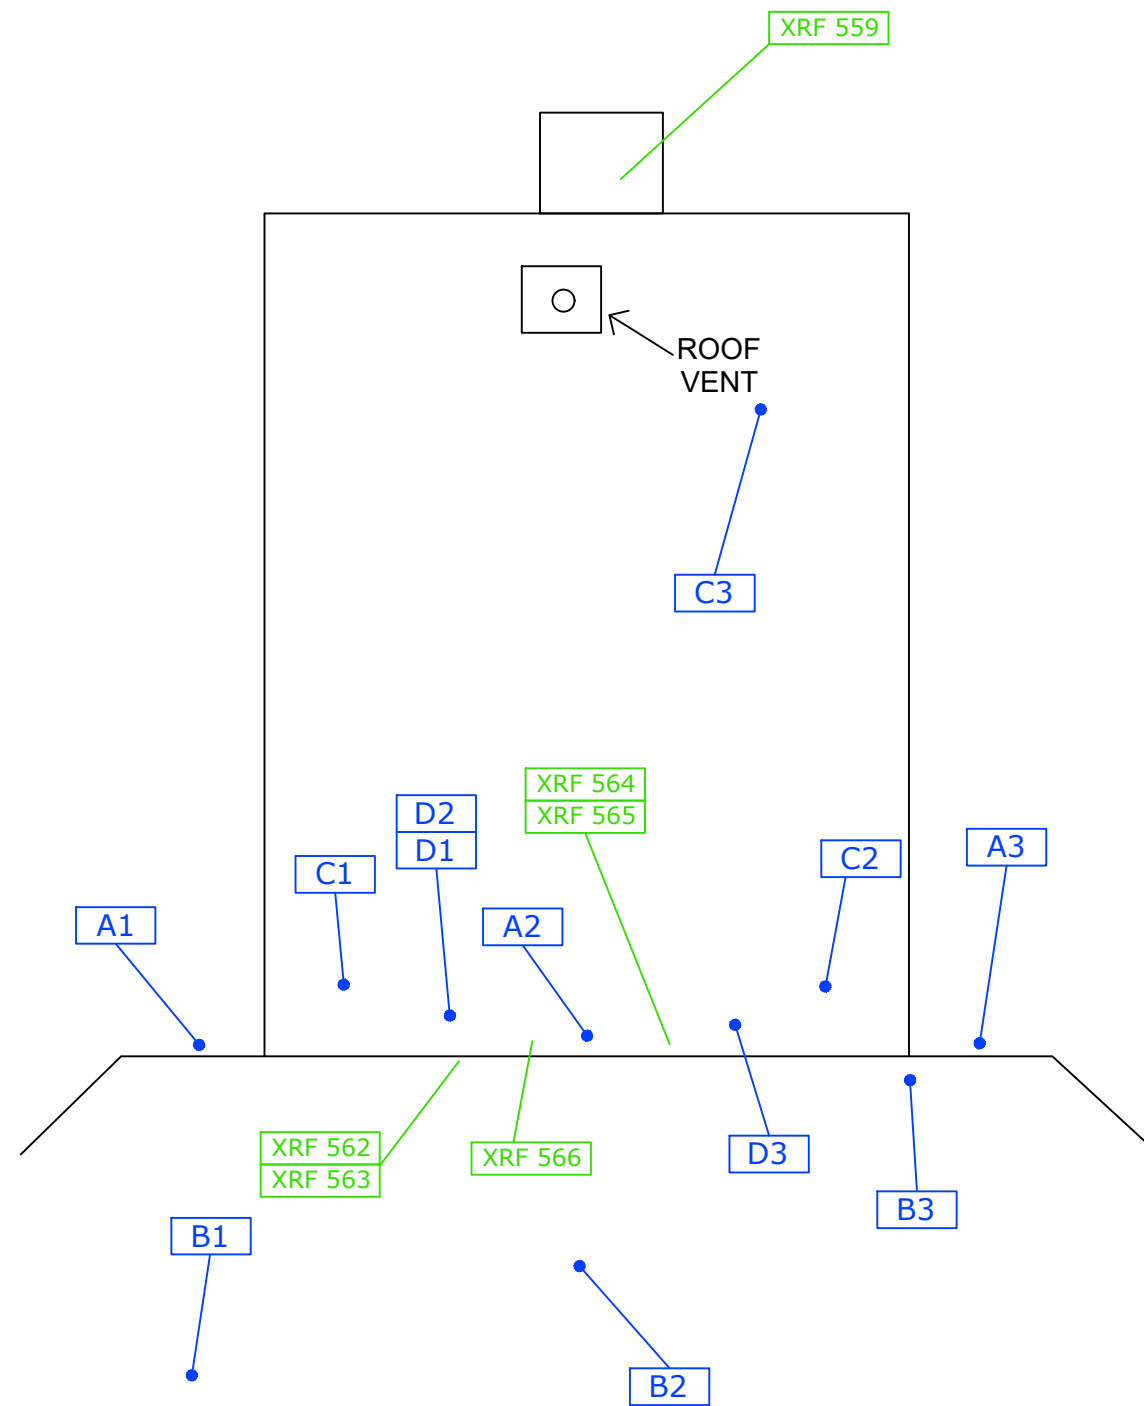 XRF 559
ROOF
VENT
C3
XRF 564
XRF 565
D2
D1
C1
A2
C2
A3
A1
XRF 562
XRF 563
XRF 566
D3
B3
B1
B2